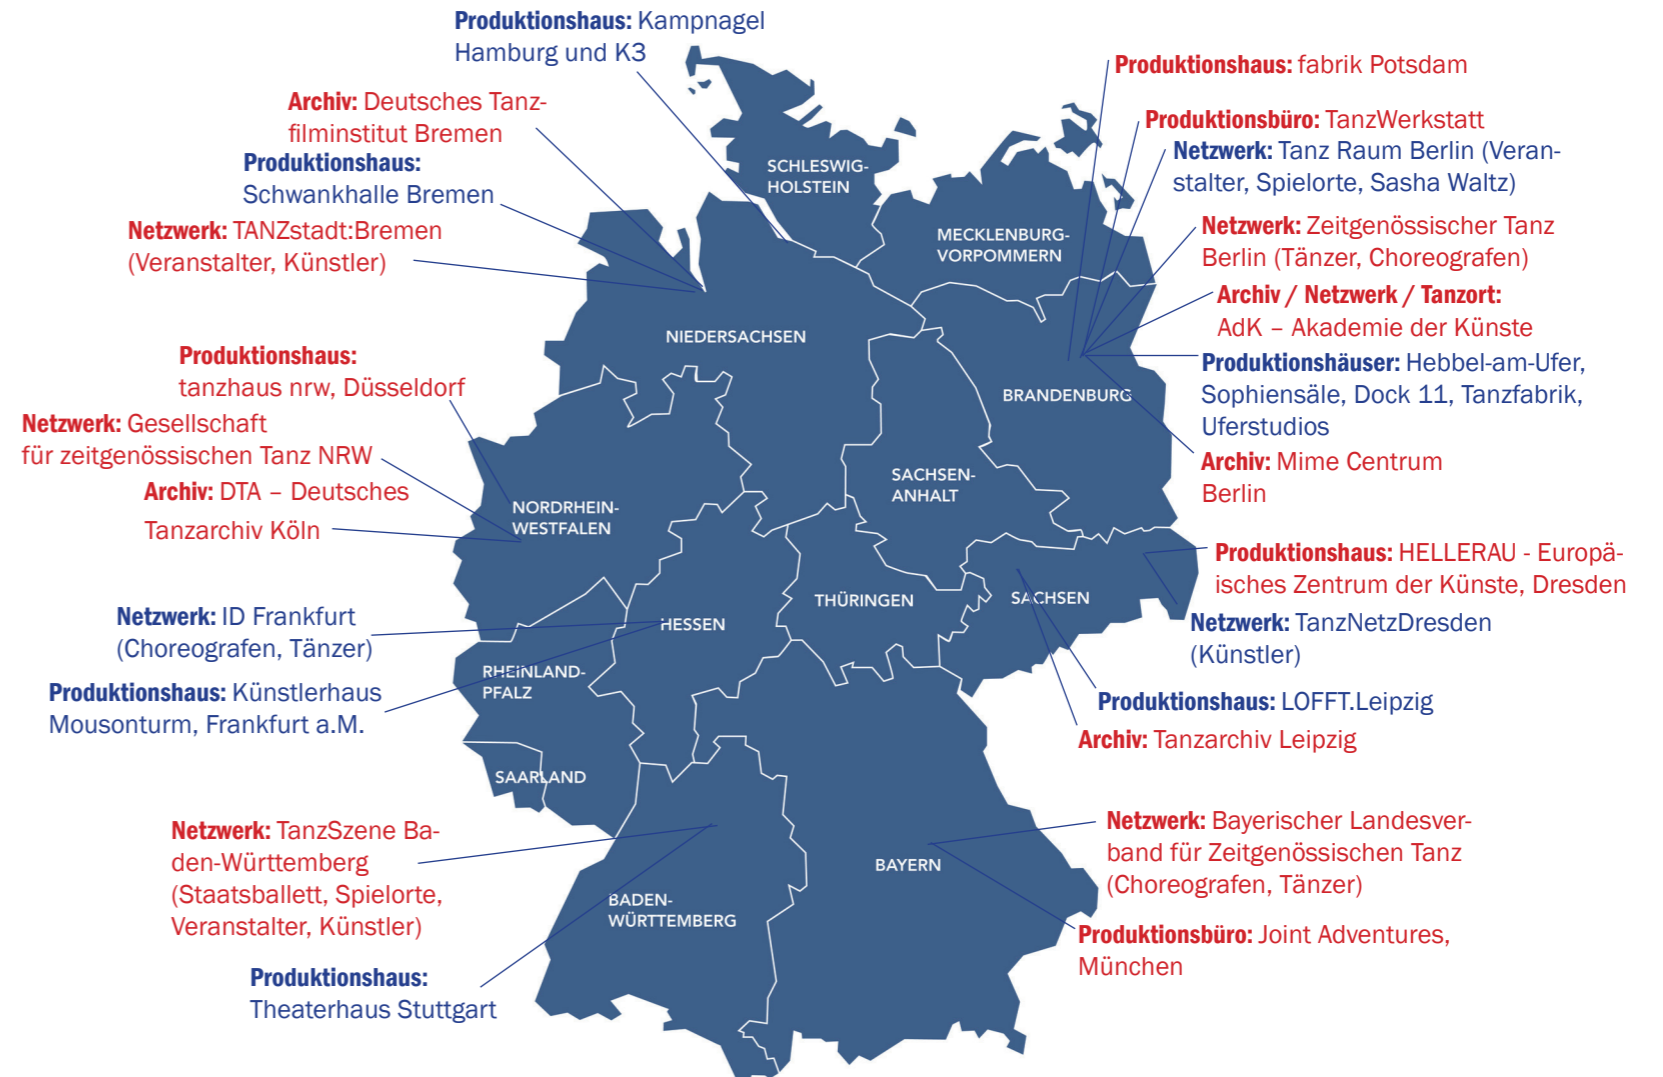 Produktionshaus: Kampnagel
Hamburg und K3
Archiv: Deutsches Tanz-
filminstitut Bremen
Produktionshaus:
Schwankhalle Bremen
Netzwerk: TANZstadt:Bremen
(Veranstalter, Künstler)
Produktionshaus:
tanzhaus nrw, Düsseldorf
Netzwerk: Gesellschaft
für zeitgenössischen Tanz NRW
Archiv: DTA – Deutsches
Tanzarchiv Köln
Netzwerk: ID Frankfurt
(Choreografen, Tänzer)
Produktionshaus: Künstlerhaus
Mousonturm, Frankfurt a.M.
Netzwerk: TanzSzene Ba-
den-Württemberg
(Staatsballett, Spielorte,
Veranstalter, Künstler)
Produktionshaus:
Theaterhaus Stuttgart
SCHLESWIG-
HOLSTEIN
MECKLENBURG-
VORPOMMERN
NIEDERSACHSEN
BRANDENBURG
SACHSEN-
ANHALT
NORDRHEIN-
WESTFALEN
THÜRINGEN
SACHSEN
HESSEN
RHEINLAND-
PFALZ
SAARLAND
BAYERN
BADEN-
WÜRTTEMBERG
Produktionshaus: fabrik Potsdam
Produktionsbüro: TanzWerkstatt
Netzwerk: Tanz Raum Berlin (Veran-
stalter, Spielorte, Sasha Waltz)
Netzwerk: Zeitgenössischer Tanz
Berlin (Tänzer, Choreografen)
Archiv / Netzwerk / Tanzort:
AdK – Akademie der Künste
Produktionshäuser: Hebbel-am-Ufer,
Sophiensäle, Dock 11, Tanzfabrik,
Uferstudios
Archiv: Mime Centrum
Berlin
Produktionshaus: HELLERAU - Europä-
isches Zentrum der Künste, Dresden
Netzwerk: TanzNetzDresden
(Künstler)
Produktionshaus: LOFFT.Leipzig
Archiv: Tanzarchiv Leipzig
Netzwerk: Bayerischer Landesver-
band für Zeitgenössischen Tanz
(Choreografen, Tänzer)
Produktionsbüro: Joint Adventures,
München